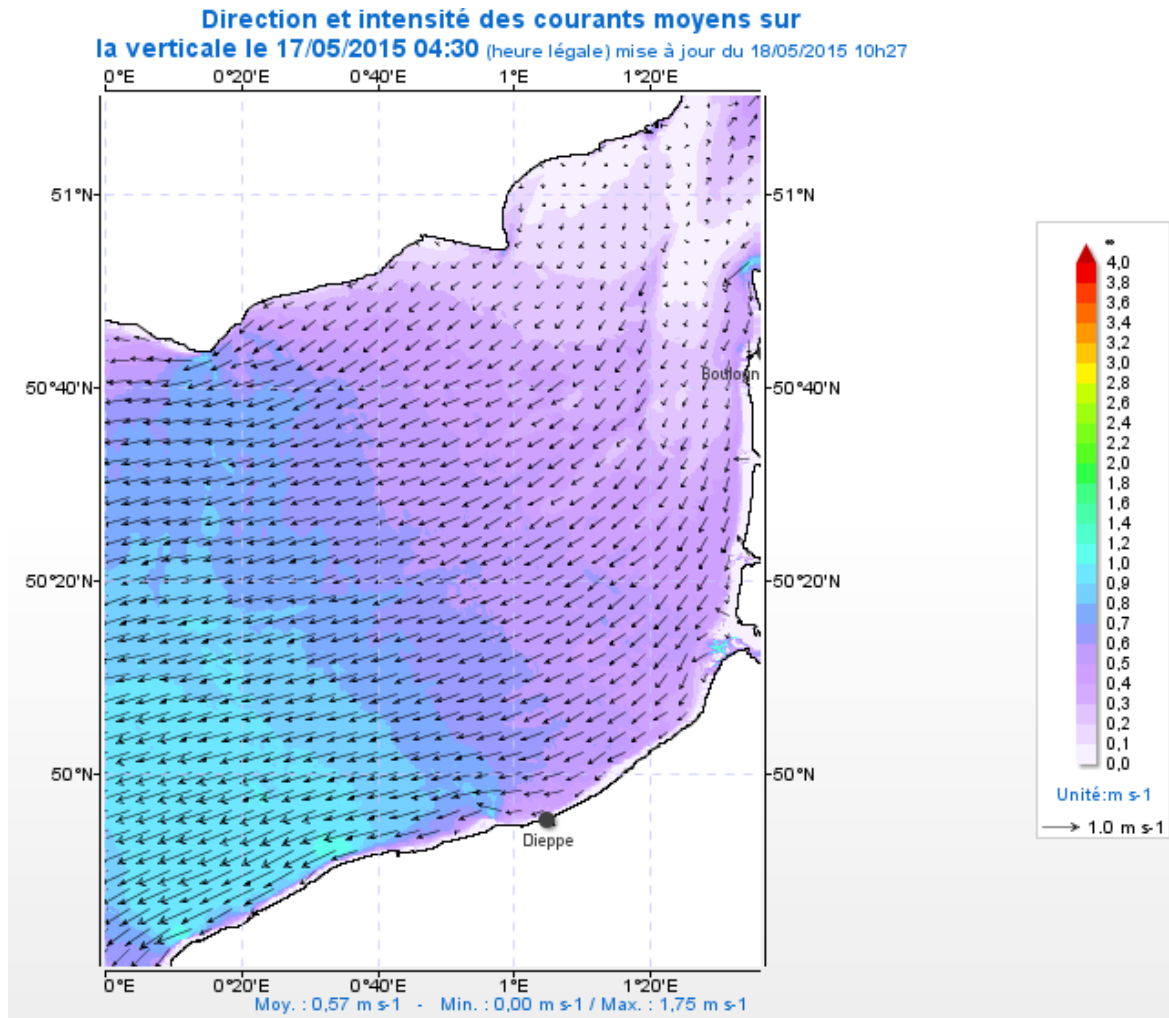 Direction et intensité des courants moyens sur
la verticale le 17/05/2015 04:30 (heure légale) mise à jour du 18/05/2015 10h27
0°E 0°20'E 0°40'E 1°E 1°20'E
51°N 51°N
50°40'N 50°40'N
50°20'N 50°20'N
50°N 50°N
Boulogn
Dieppe
0°E 0°20'E 0°40'E 1°E 1°20'E
Moy. : 0,57 m s-1 - Min. : 0,00 m s-1 / Max. : 1,75 m s-1
∞
4,0
3,8
3,6
3,4
3,2
3,0
2,8
2,6
2,4
2,2
2,0
1,8
1,6
1,4
1,2
1,0
0,9
0,8
0,7
0,6
0,5
0,4
0,3
0,2
0,1
0,0
Unité:m s-1
1.0 m s-1